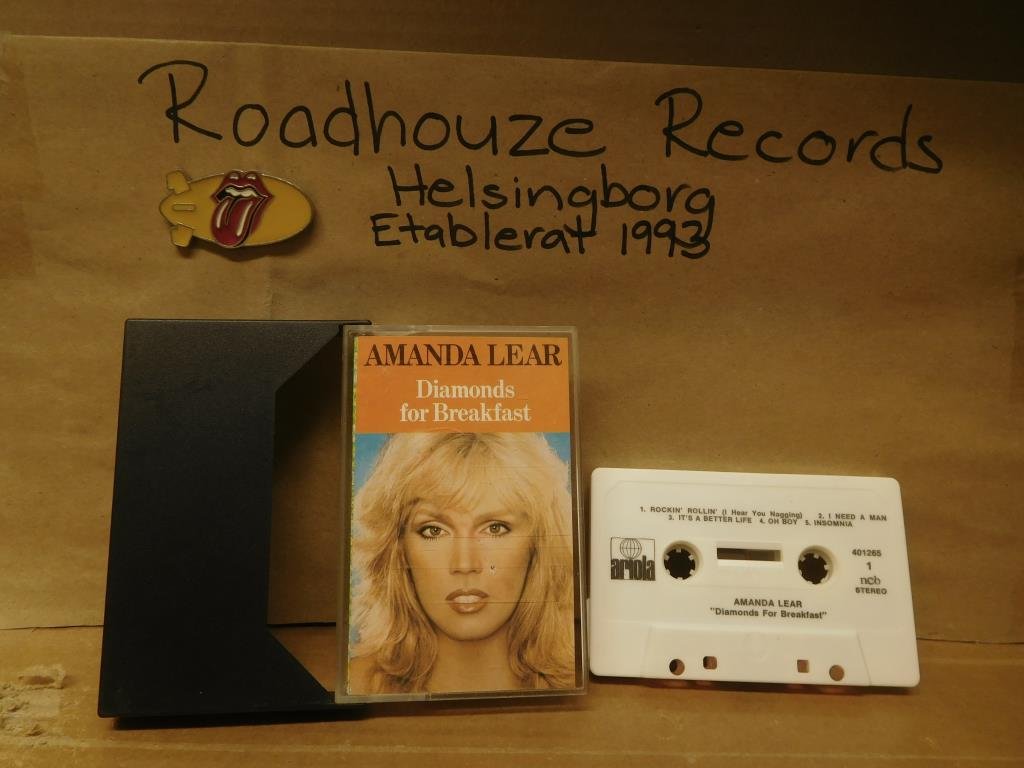 Roadhouze Records
Helsingborg
Etablerat 1993
AMANDA LEAR
Diamonds
for Breakfast
1. ROCKIN' ROLLIN' (I Hear You Nagging) 2. I NEED A MAN
3. IT'S A BETTER LIFE 4. OH BOY 5. INSOMNIA
ariola
401265
1
ncb
STEREO
AMANDA LEAR
"Diamonds For Breakfast"